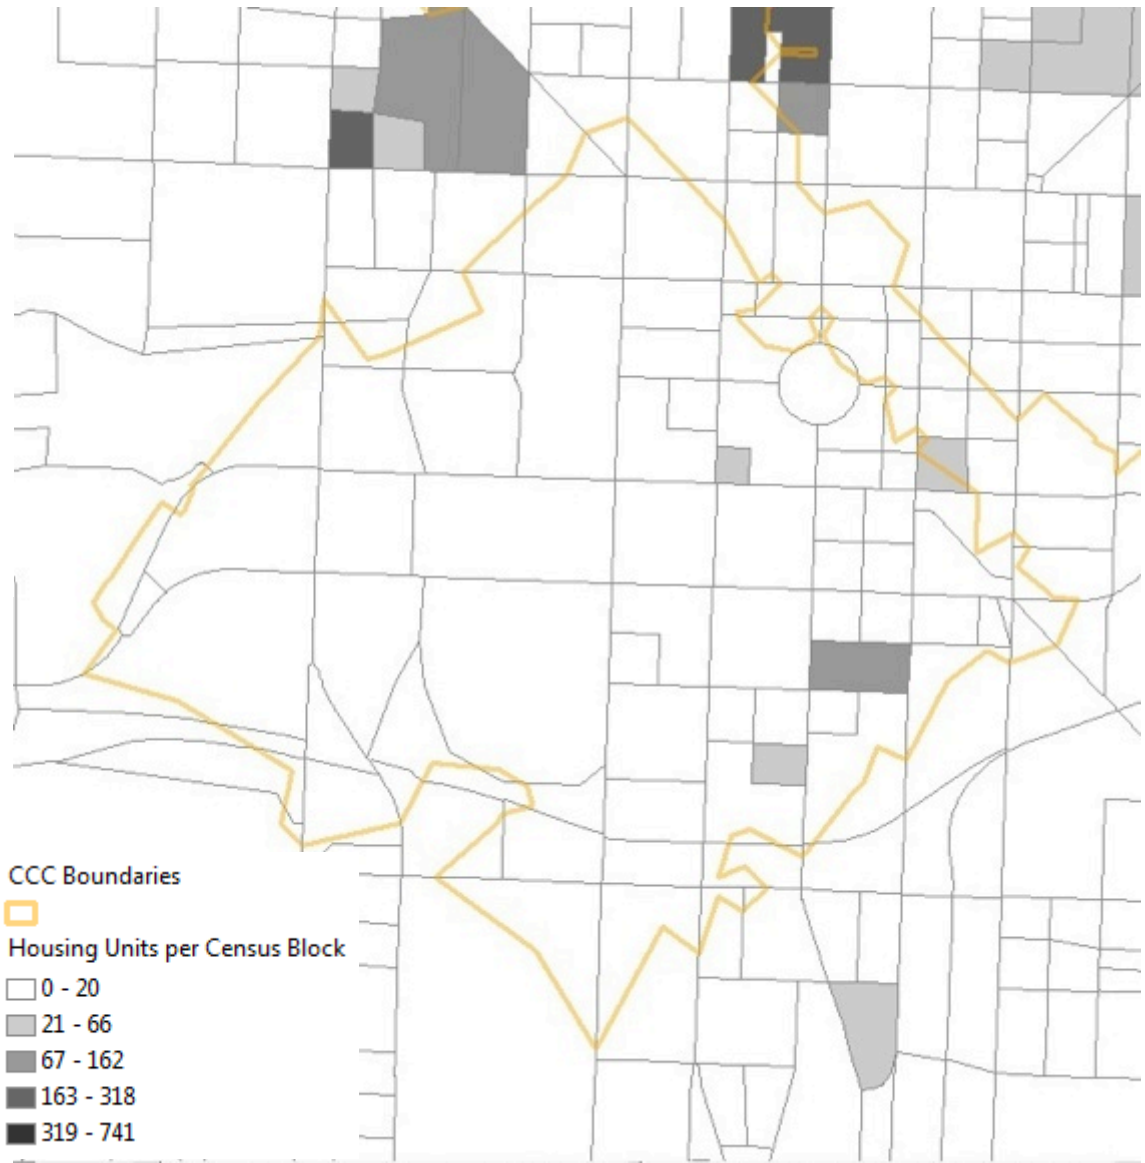 CCC Boundaries
Housing Units per Census Block
0 - 20
21 - 66
67 - 162
163 - 318
319 - 741